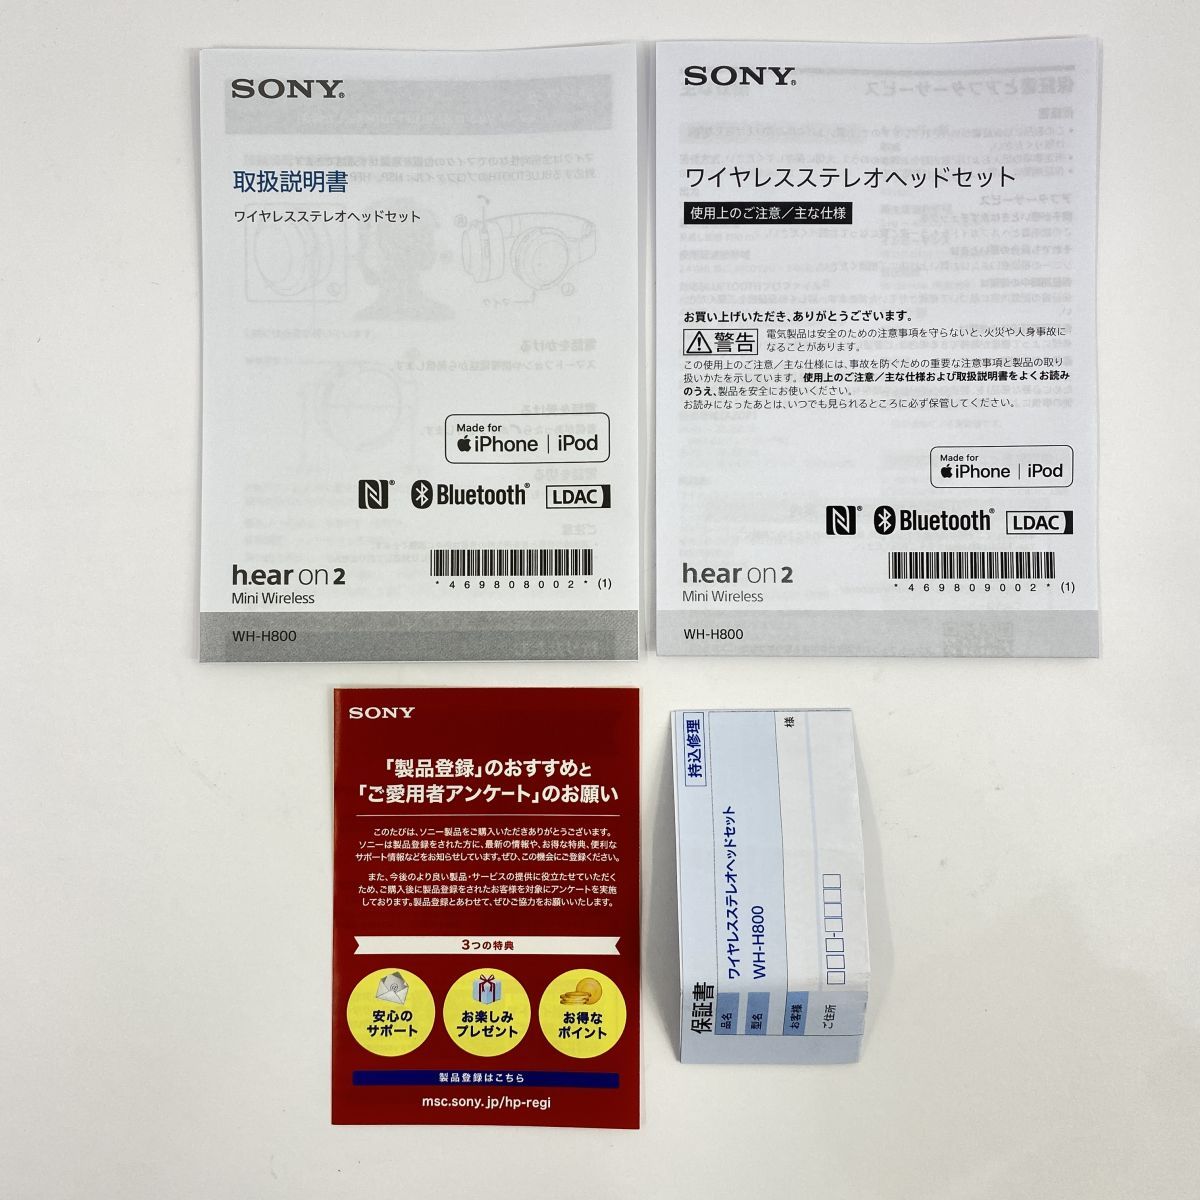 SONY®
取扱説明書
ワイヤレスステレオヘッドセット
Made for
iPhone | iPod
N® Bluetooth® LDAC
h.ear on 2
Mini Wireless
*469808002* (1)
WH-H800
SONY®
ワイヤレスステレオヘッドセット
使用上のご注意／主な仕様
お買い上げいただき、ありがとうございます。
警告
電気製品は安全のための注意事項を守らないと、火災や人身事故に
なることがあります。
この使用上のご注意／主な仕様には、事故を防ぐための重要な注意事項と製品の取り
扱いかたを示しています。使用上のご注意／主な仕様および取扱説明書をよくお読み
のうえ、製品を安全にお使いください。
お読みになったあとは、いつでも見られるところに必ず保管してください。
Made for
iPhone | iPod
N® Bluetooth® LDAC
h.ear on 2
Mini Wireless
*469809002* (1)
WH-H800
SONY
「製品登録」のおすすめと
「ご愛用者アンケート」のお願い
このたびは、ソニー製品をご購入いただきありがとうございます。
ソニーは製品登録をされた方に、最新の情報や、お得な特典、便利な
サポート情報などをお知らせしています。ぜひ、この機会にご登録ください。
また、今後のより良い製品・サービスの提供に役立たせていただく
ため、ご購入後に製品登録をされたお客様を対象にアンケートを実施
しております。製品登録とあわせて、ぜひご協力をお願いいたします。
3つの特典
安心の
サポート
お楽しみ
プレゼント
お得な
ポイント
製品登録はこちら
msc.sony.jp/hp-regi
保証書
持込修理
品名
ワイヤレスステレオヘッドセット
型名
WH-H800
お客様
様
ご住所